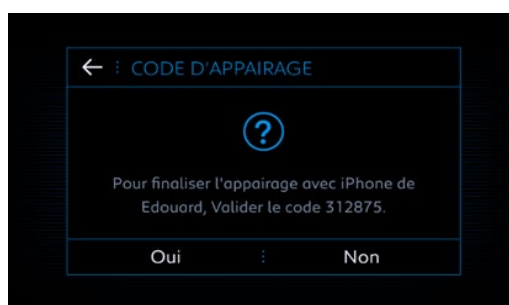 ← CODE D'APPAIRAGE
?
Pour finaliser l'appairage avec iPhone de
Edouard, Valider le code 312875.
Oui Non